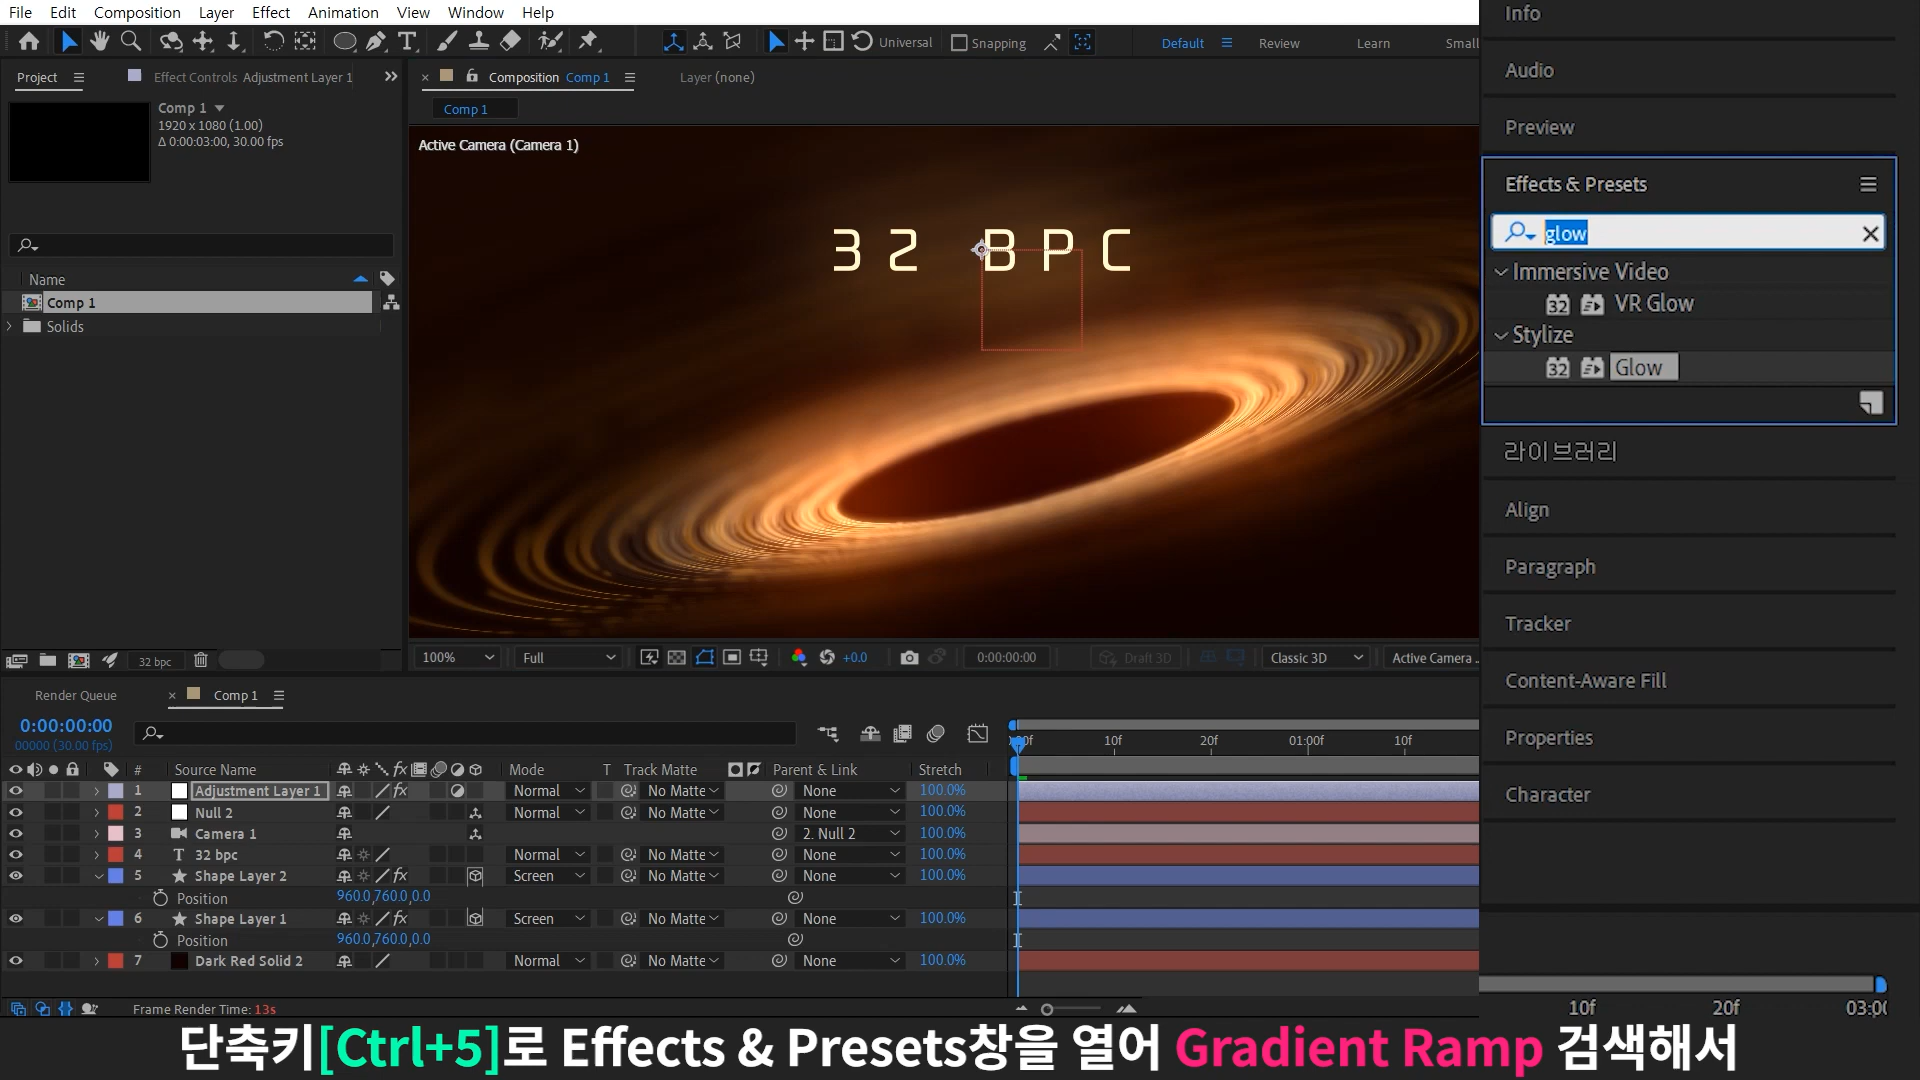 File Edit Composition Layer Effect Animation View Window Help
Universal Snapping Default Review Learn Small
Project Effect Controls Adjustment Layer 1
Composition Comp 1 Layer (none)
Comp 1
Comp 1
1920 x 1080 (1.00)
Δ 0:00:03:00, 30.00 fps
Name
Comp 1
Solids
32 bpc
Active Camera (Camera 1)
32 BPC
100% Full +0.0 0:00:00:00 Draft 3D Classic 3D Active Camera ..
Info
Audio
Preview
Effects & Presets
glow
Immersive Video
32 VR Glow
Stylize
32 Glow
라이브러리
Align
Paragraph
Tracker
Content-Aware Fill
Properties
Character
Render Queue Comp 1
0:00:00:00
00000 (30.00 fps)
00f 10f 20f 01:00f 10f
# Source Name Mode T Track Matte Parent & Link Stretch
1 Adjustment Layer 1 Normal No Matte None 100.0%
2 Null 2 Normal No Matte None 100.0%
3 Camera 1 2. Null 2 100.0%
4 T 32 bpc Normal No Matte None 100.0%
5 Shape Layer 2 Screen No Matte None 100.0%
Position 960.0,760.0,0.0
6 Shape Layer 1 Screen No Matte None 100.0%
Position 960.0,760.0,0.0
7 Dark Red Solid 2 Normal No Matte None 100.0%
10f 20f 03:00
Frame Render Time: 13s
단축키[Ctrl+5]로 Effects & Presets창을 열어 Gradient Ramp 검색해서